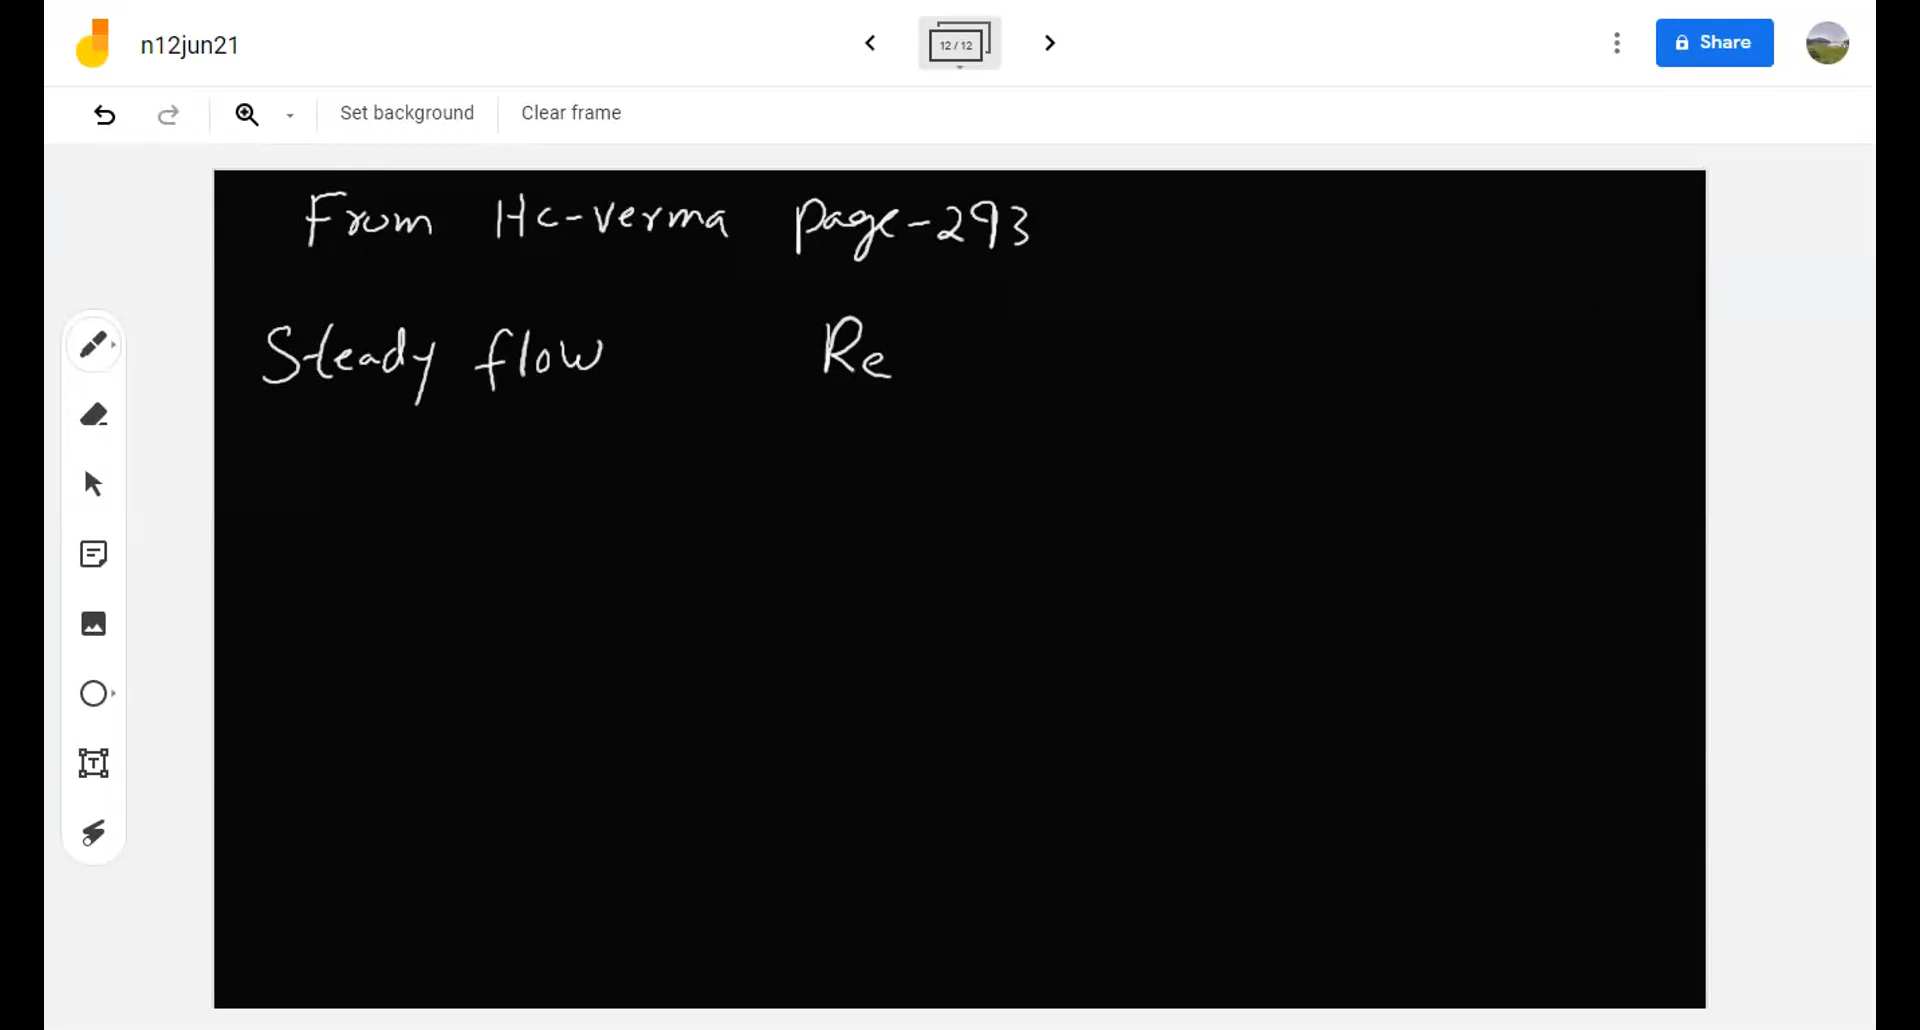 n12jun21
12 / 12
Share
Set background
Clear frame
From Hc-verma page-293
Steady flow Re